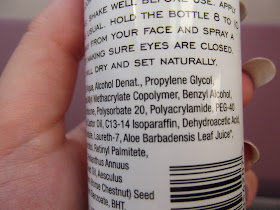 SHAKE WELL BEFORE USE. APPLY
USUAL. HOLD THE BOTTLE 8 TO
FROM YOUR FACE AND SPRAY A
MAKING SURE EYES ARE CLOSED.
DRY AND SET NATURALLY.
Alcohol Denat., Propylene Glycol,
Methacrylate Copolymer, Benzyl Alcohol,
Polysorbate 20, Polyacrylamide, PEG-40
Oil, C13-14 Isoparaffin, Dehydroacetic
Laureth-7, Aloe Barbadensis Leaf Juice*,
Retinyl Palmitate,
Annuus
Oil, Aesculus
Chestnut) Seed
BHT.